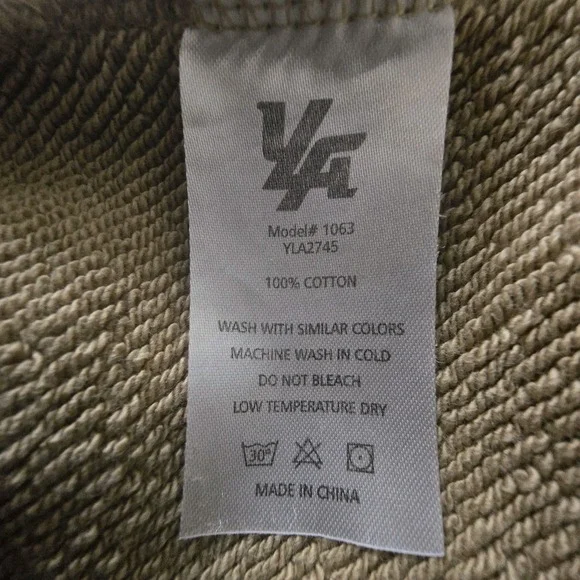 YLA
Model# 1063
YLA2745
100% COTTON
WASH WITH SIMILAR COLORS
MACHINE WASH IN COLD
DO NOT BLEACH
LOW TEMPERATURE DRY
30°
MADE IN CHINA